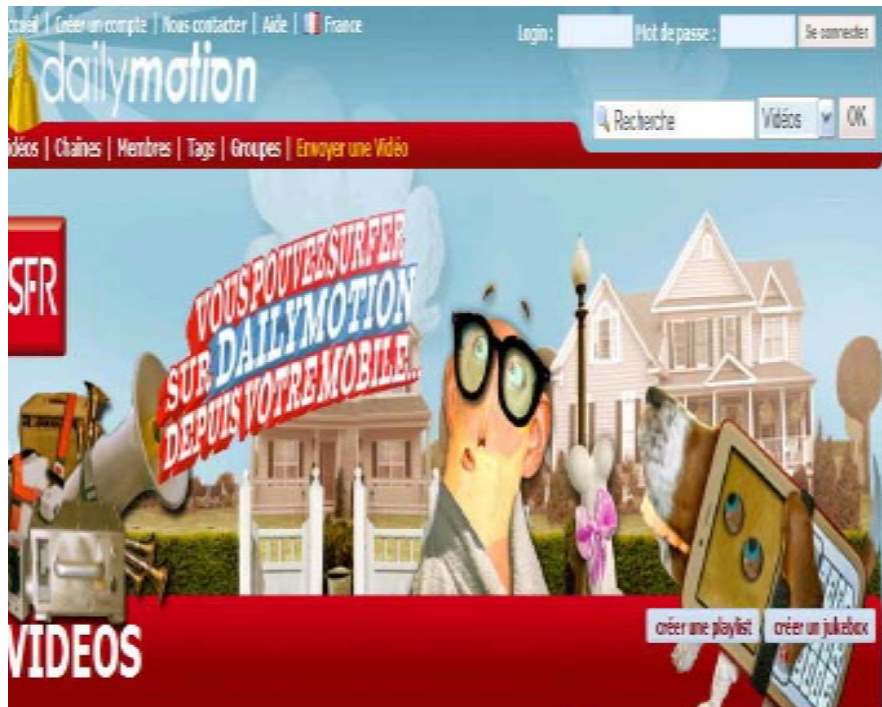 Accueil | Créer un compte | Nous contacter | Aide | France
Login : Mot de passe : Se connecter
dailymotion
Recherche Vidéos OK
Vidéos | Chaînes | Membres | Tags | Groupes | Envoyer une Vidéo
SFR
VOUS POUVEZ SURFER
SUR DAILYMOTION
DEPUIS VOTRE MOBILE...
créer une playlist créer un jukebox
VIDEOS